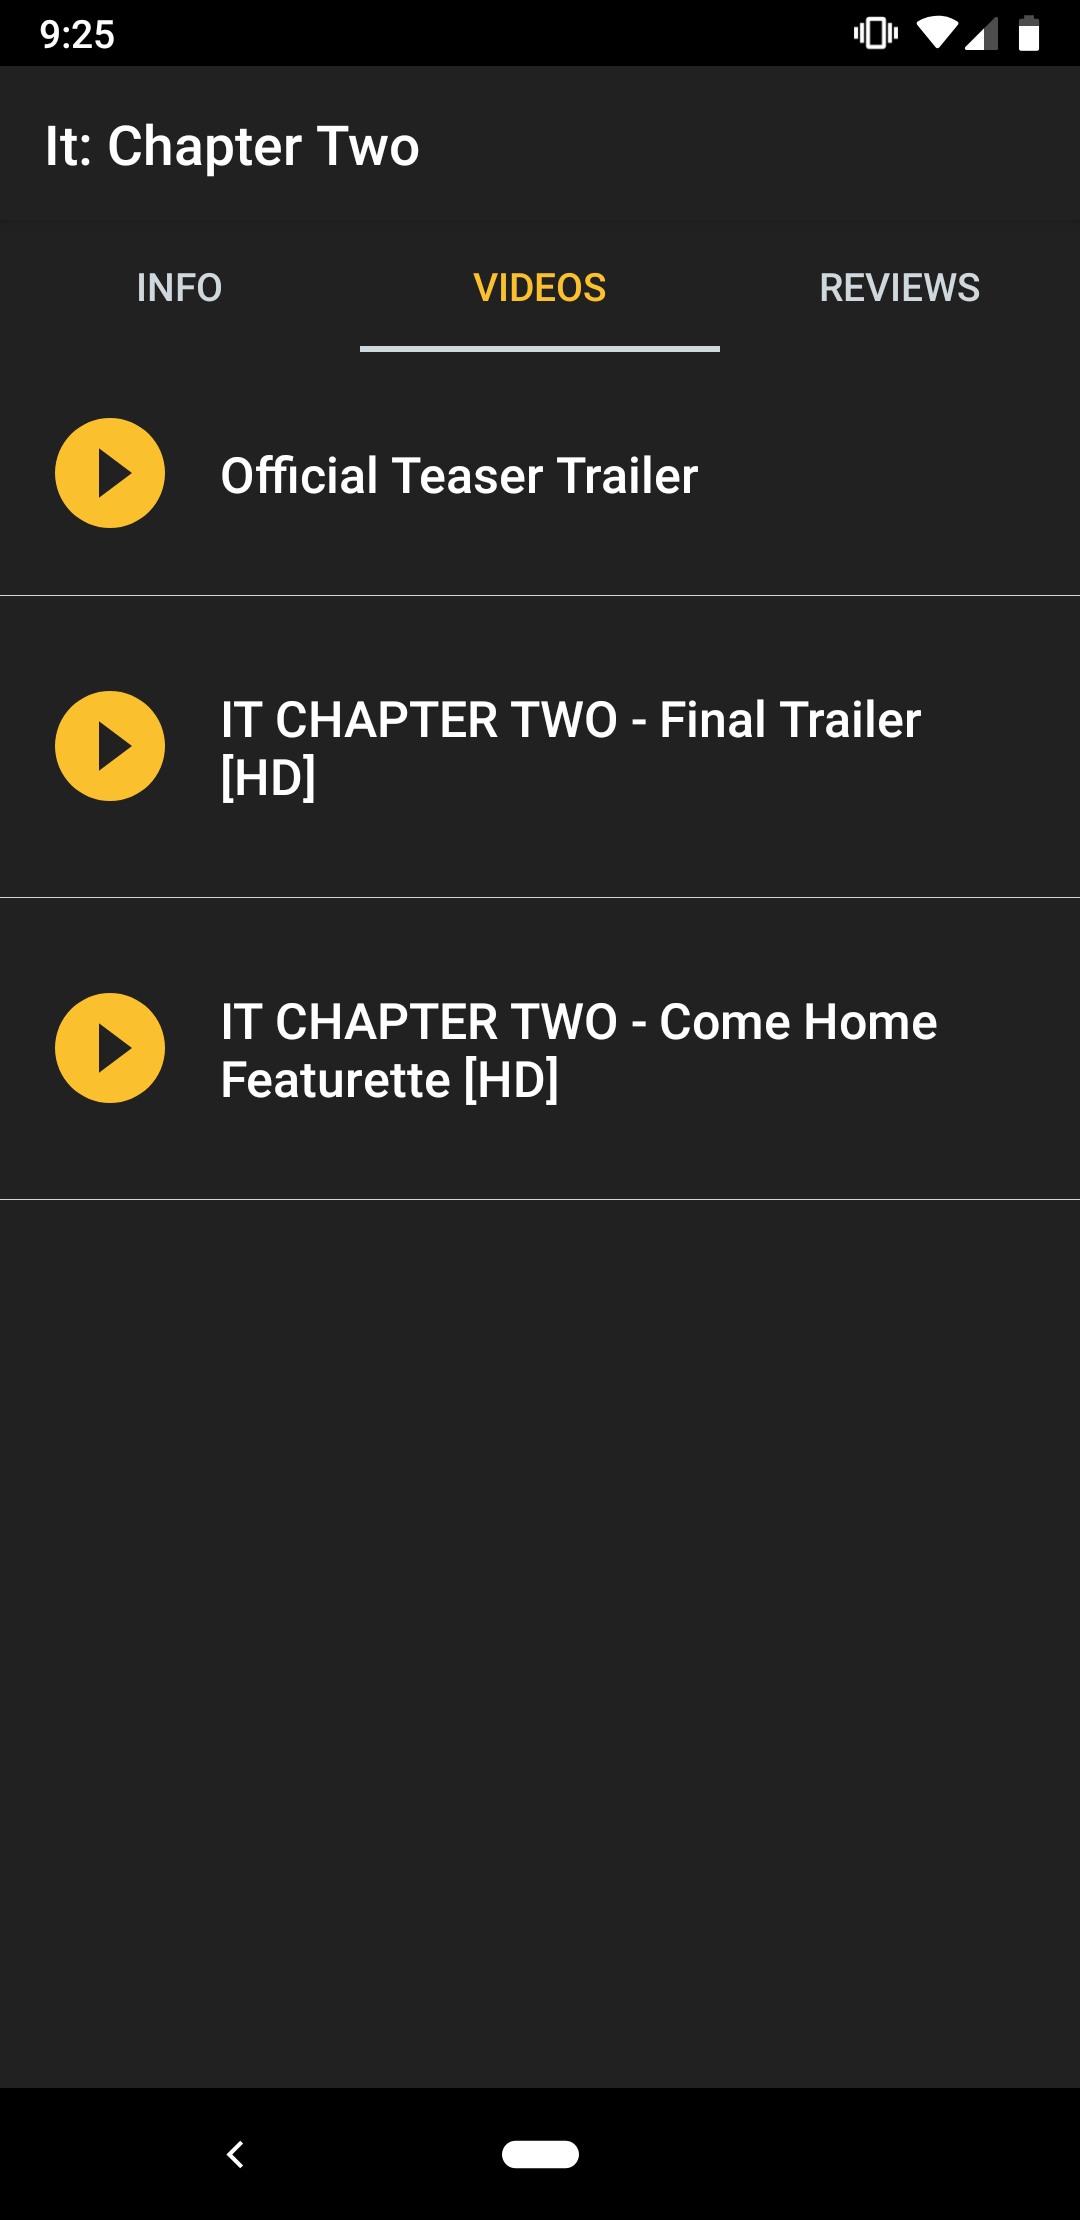 9:25
It: Chapter Two
INFO
VIDEOS
REVIEWS
Official Teaser Trailer
IT CHAPTER TWO - Final Trailer
[HD]
IT CHAPTER TWO - Come Home
Featurette [HD]